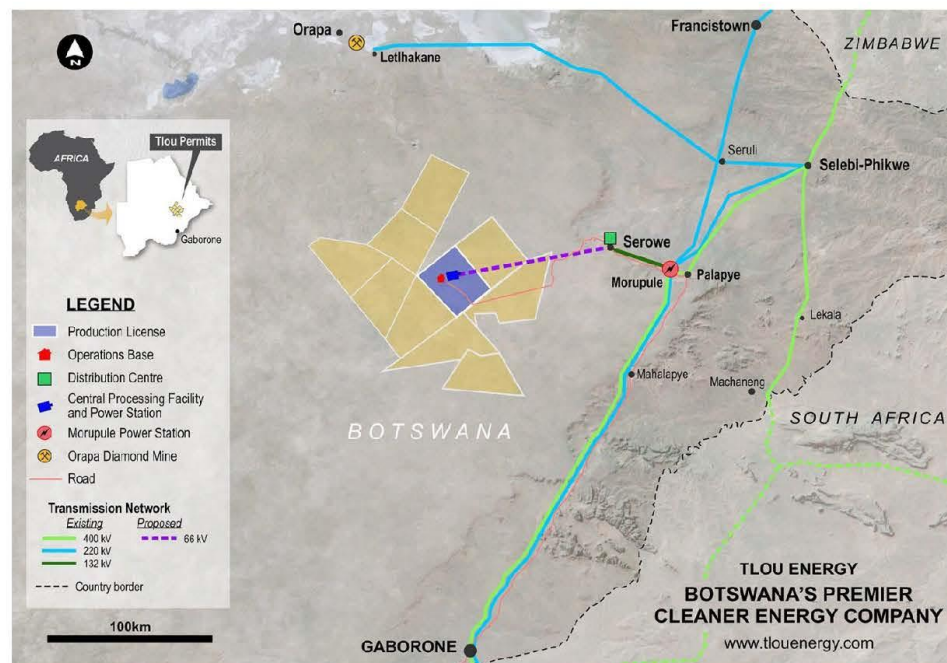 Orapa
Letlhakane
Francistown
ZIMBABWE
N
AFRICA
Tlou Permits
Gaborone
Seruli
Selebi-Phikwe
Serowe
Morupule
Palapye
Lekala
Mahalapye
Machaneng
BOTSWANA
SOUTH AFRICA
LEGEND
Production License
Operations Base
Distribution Centre
Central Processing Facility
and Power Station
Morupule Power Station
Orapa Diamond Mine
Road
Transmission Network
Existing Proposed
400 kV 66 kV
220 kV
132 kV
Country border
100km
GABORONE
TLOU ENERGY
BOTSWANA'S PREMIER
CLEANER ENERGY COMPANY
www.tlouenergy.com